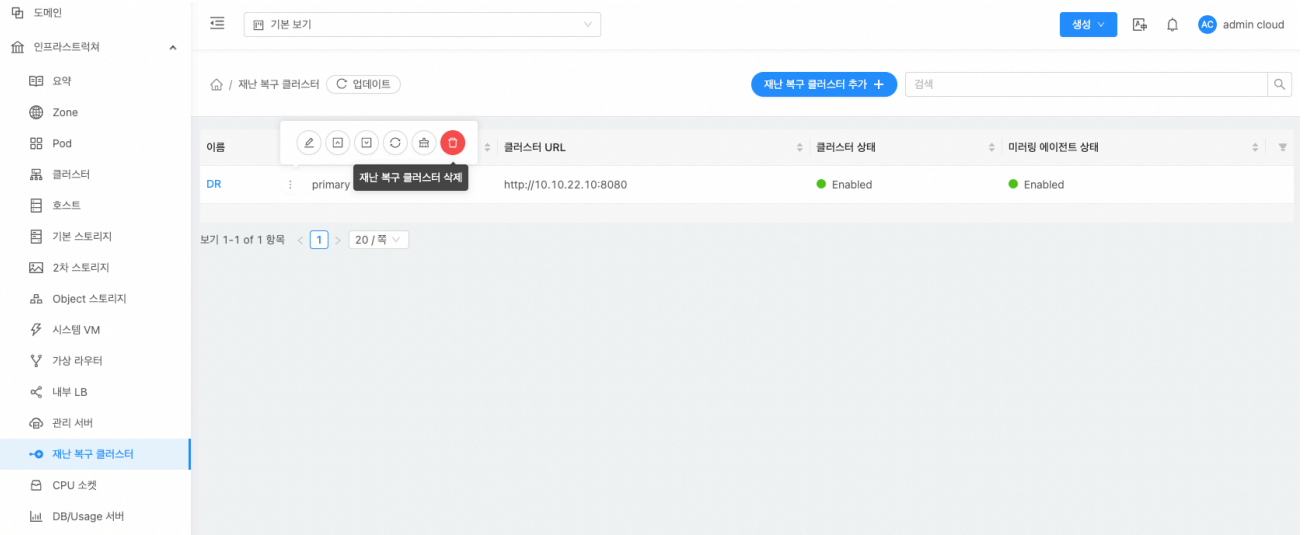 도메인
기본 보기
생성
AC admin cloud
인프라스트럭쳐
요약
/ 재난 복구 클러스터 업데이트
재난 복구 클러스터 추가 +
검색
Zone
Pod
이름
클러스터 URL
클러스터 상태
미러링 에이전트 상태
클러스터
재난 복구 클러스터 삭제
DR
primary
http://10.10.22.10:8080
Enabled
Enabled
호스트
기본 스토리지
보기 1-1 of 1 항목 < 1 > 20 / 쪽
2차 스토리지
Object 스토리지
시스템 VM
가상 라우터
내부 LB
관리 서버
재난 복구 클러스터
CPU 소켓
DB/Usage 서버